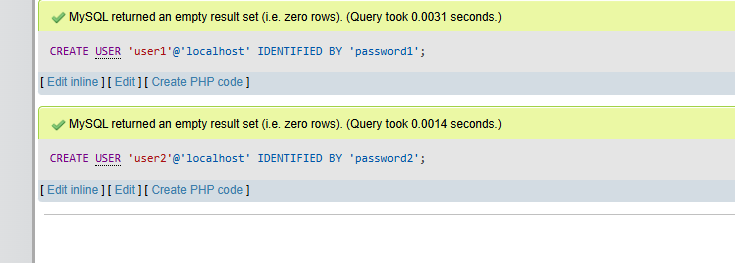 MySQL returned an empty result set (i.e. zero rows). (Query took 0.0031 seconds.)
CREATE USER 'user1'@'localhost' IDENTIFIED BY 'password1';
[ Edit inline ] [ Edit ] [ Create PHP code ]
MySQL returned an empty result set (i.e. zero rows). (Query took 0.0014 seconds.)
CREATE USER 'user2'@'localhost' IDENTIFIED BY 'password2';
[ Edit inline ] [ Edit ] [ Create PHP code ]